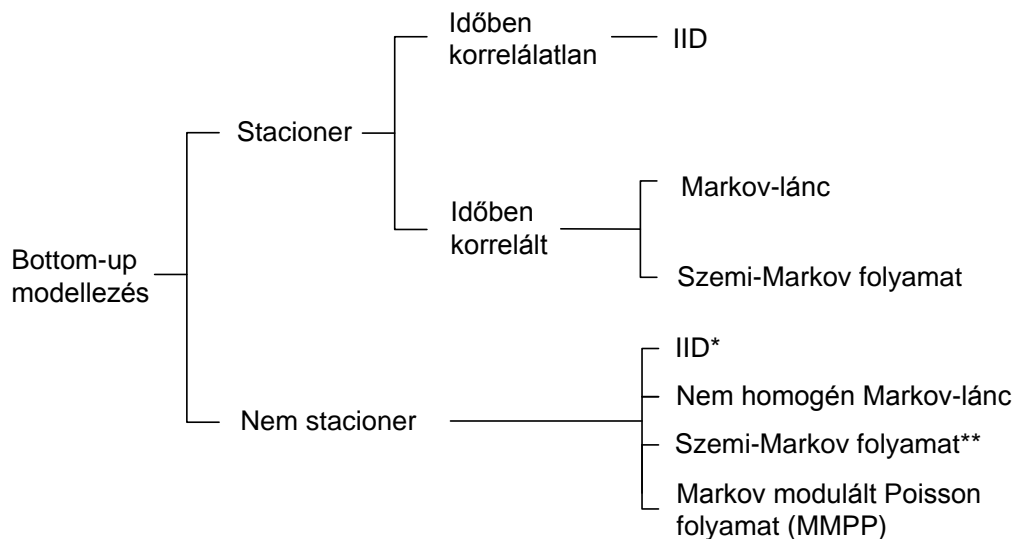 Bottom-up
modellezés
Stacioner
Időben
korrelálatlan
IID
Időben
korrelált
Markov-lánc
Szemi-Markov folyamat
Nem stacioner
IID*
Nem homogén Markov-lánc
Szemi-Markov folyamat**
Markov modulált Poisson
folyamat (MMPP)